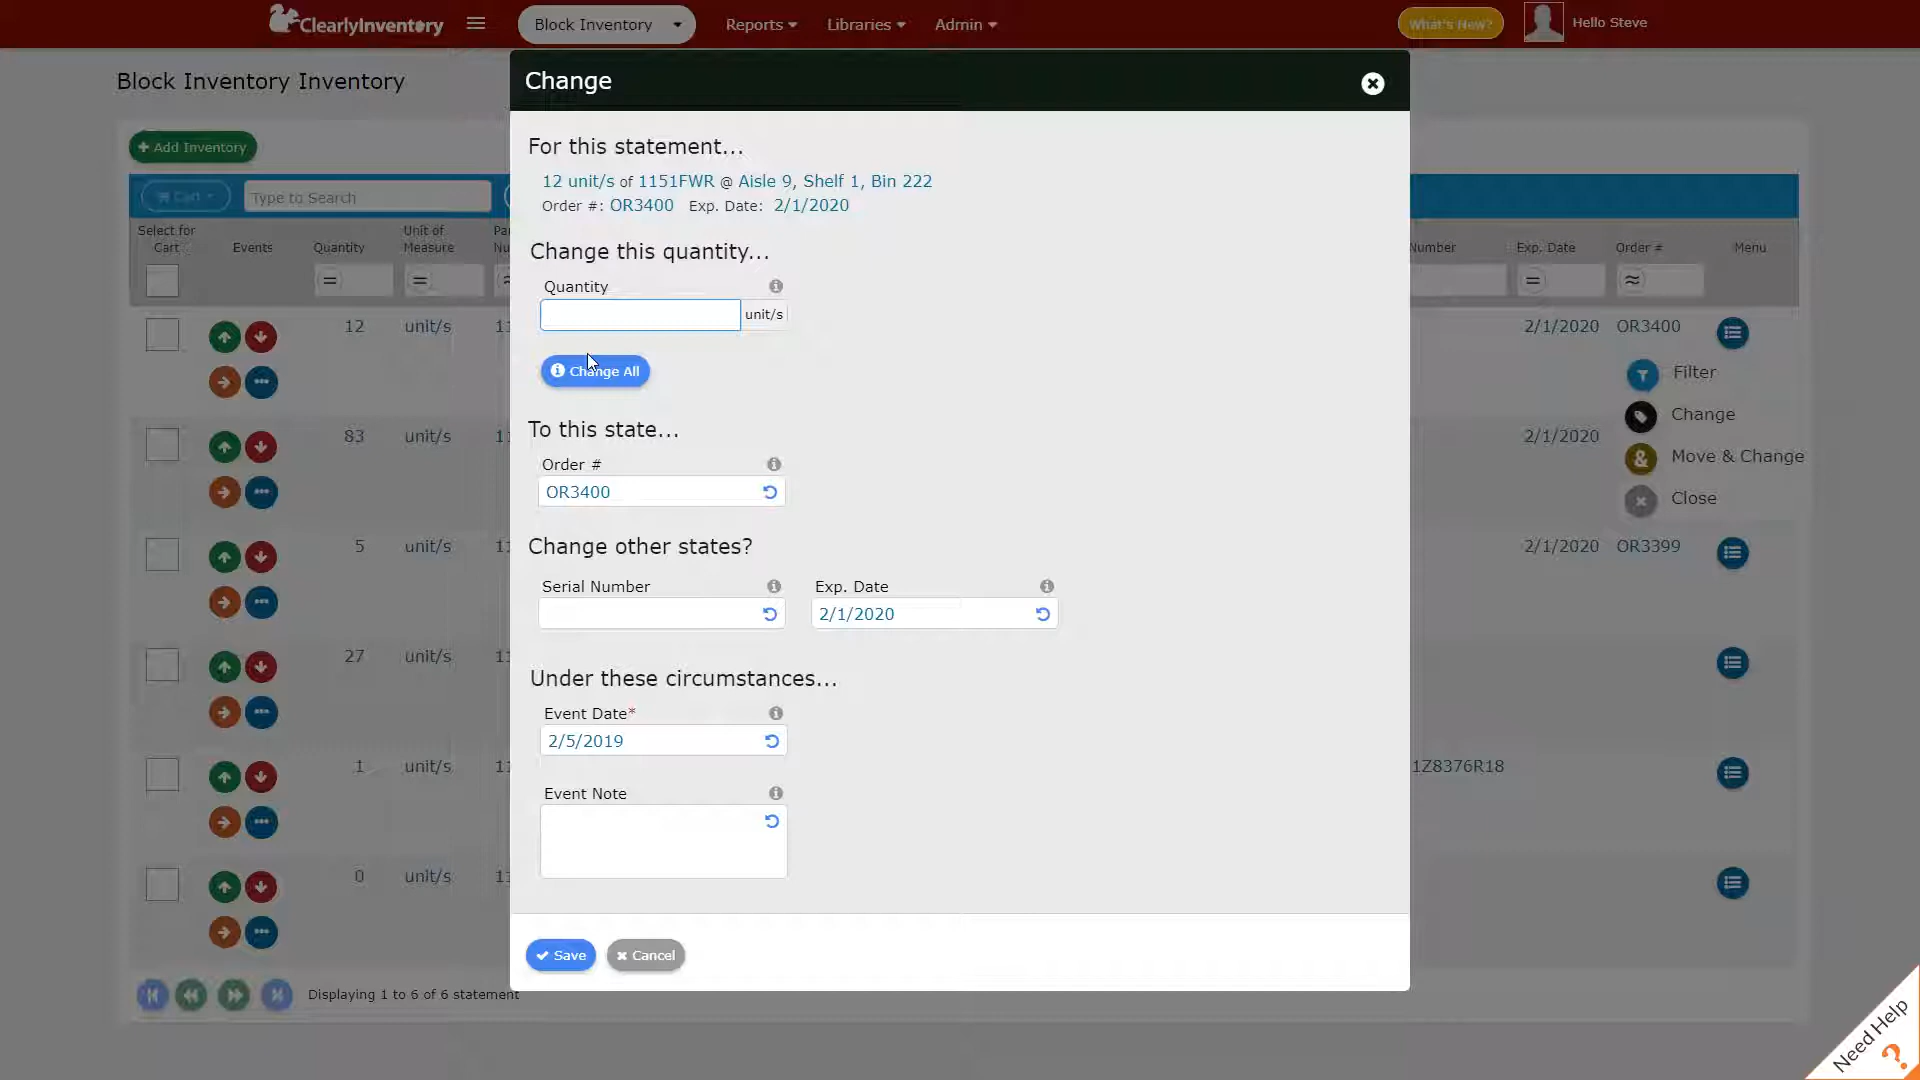 ClearlyInventory
Block Inventory
Reports
Libraries
Admin
What's New?
Hello Steve
Block Inventory Inventory
Add Inventory
Cart
Type to Search
Select for Cart
Events
Quantity
Unit of Measure
Number
Exp. Date
Order #
Menu
=
=
=
≈
12 unit/s
2/1/2020 OR3400
83 unit/s
2/1/2020
5 unit/s
2/1/2020 OR3399
27 unit/s
1 unit/s
1Z8376R18
0 unit/s
Filter
Change
& Move & Change
Close
Displaying 1 to 6 of 6 statement
Change
For this statement...
12 unit/s of 1151FWR @ Aisle 9, Shelf 1, Bin 222
Order #: OR3400 Exp. Date: 2/1/2020
Change this quantity...
Quantity
unit/s
Change All
To this state...
Order #
OR3400
Change other states?
Serial Number
Exp. Date
2/1/2020
Under these circumstances...
Event Date*
2/5/2019
Event Note
Save
Cancel
Need Help
?